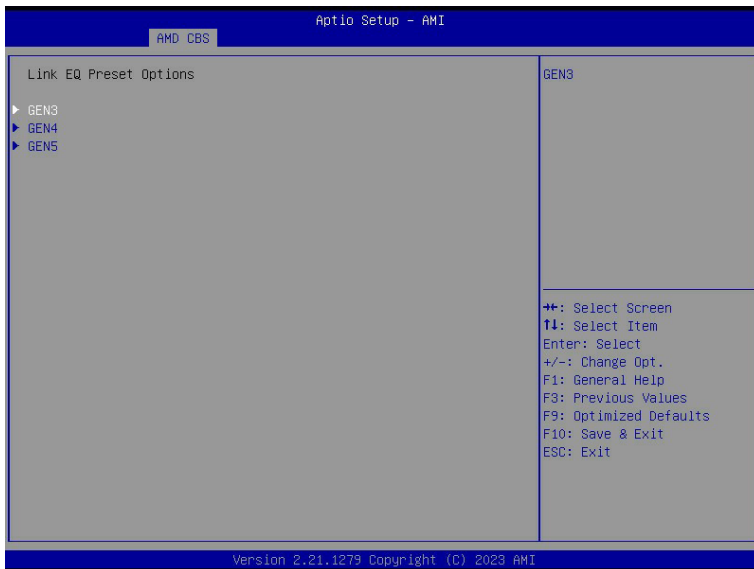 Aptio Setup - AMI
AMD CBS
Link EQ Preset Options
GEN3
GEN4
GEN5
GEN3
→←: Select Screen
↑↓: Select Item
Enter: Select
+/-: Change Opt.
F1: General Help
F3: Previous Values
F9: Optimized Defaults
F10: Save & Exit
ESC: Exit
Version 2.21.1279 Copyright (C) 2023 AMI